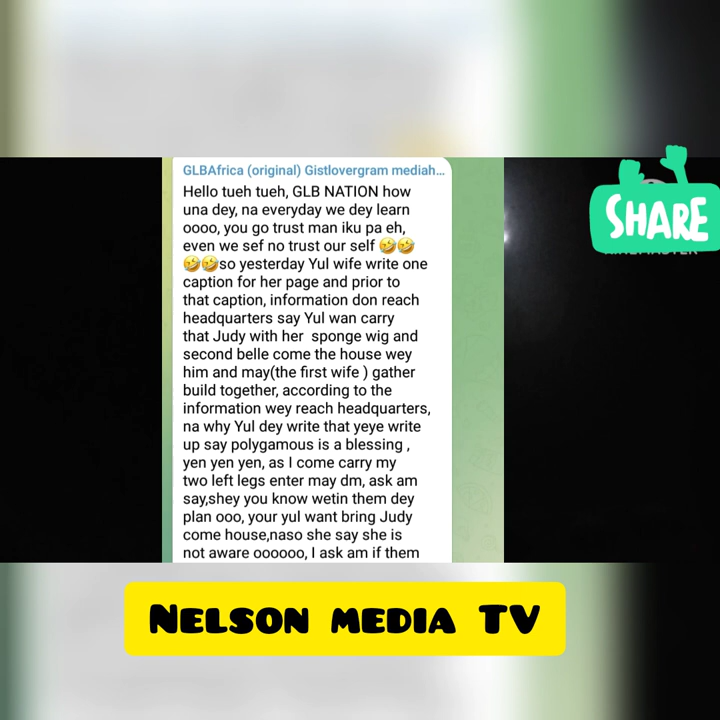 GLBAfrica (original) Gistlovergram mediah...
Hello tueh tueh, GLB NATION how
una dey, na everyday we dey learn
oooo, you go trust man iku pa eh,
even we sef no trust our self 🤣🤣
🤣🤣so yesterday Yul wife write one
caption for her page and prior to
that caption, information don reach
headquarters say Yul wan carry
that Judy with her sponge wig and
second belle come the house wey
him and may(the first wife ) gather
build together, according to the
information wey reach headquarters,
na why Yul dey write that yeye write
up say polygamous is a blessing ,
yen yen yen, as I come carry my
two left legs enter may dm, ask am
say,shey you know wetin them dey
plan ooo, your yul want bring Judy
come house,naso she say she is
not aware oooooo, I ask am if them
SHARE
NELSON MEDIA TV